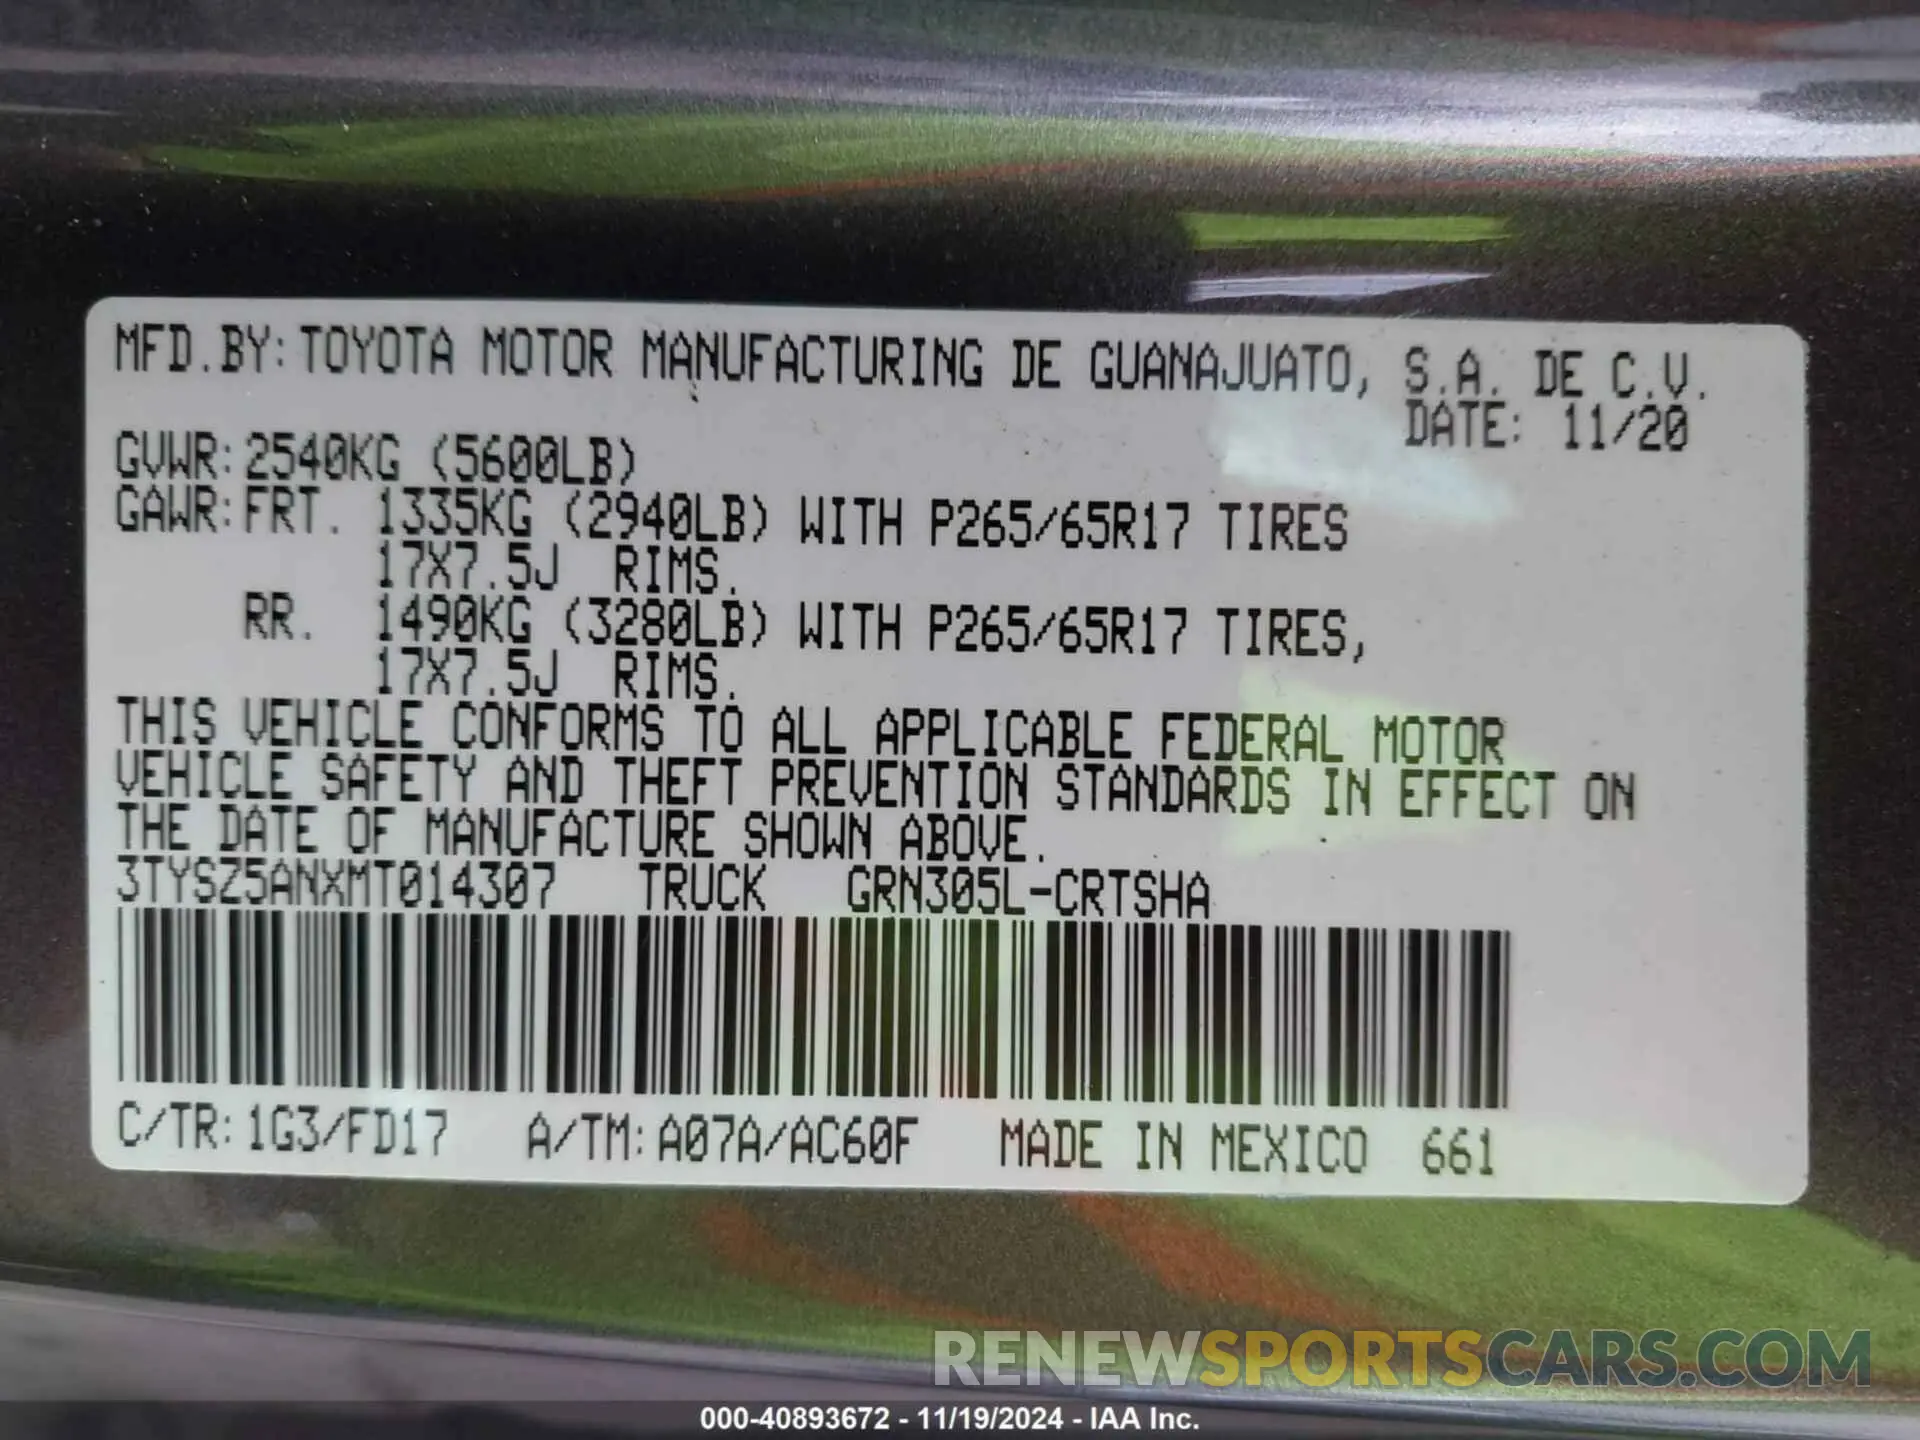 MFD.BY:TOYOTA MOTOR MANUFACTURING DE GUANAJUATO, S.A. DE C.V.
DATE: 11/20
GVWR:2540KG (5600LB)
GAWR:FRT. 1335KG (2940LB) WITH P265/65R17 TIRES
17X7.5J RIMS.
RR. 1490KG (3280LB) WITH P265/65R17 TIRES,
17X7.5J RIMS.
THIS VEHICLE CONFORMS TO ALL APPLICABLE FEDERAL MOTOR
VEHICLE SAFETY AND THEFT PREVENTION STANDARDS IN EFFECT ON
THE DATE OF MANUFACTURE SHOWN ABOVE.
3TYSZ5ANXMT014307 TRUCK GRN305L-CRTSHA
C/TR:1G3/FD17 A/TM:A07A/AC60F MADE IN MEXICO 661
RENEWSPORTSCARS.COM
000-40893672 - 11/19/2024 - IAA Inc.